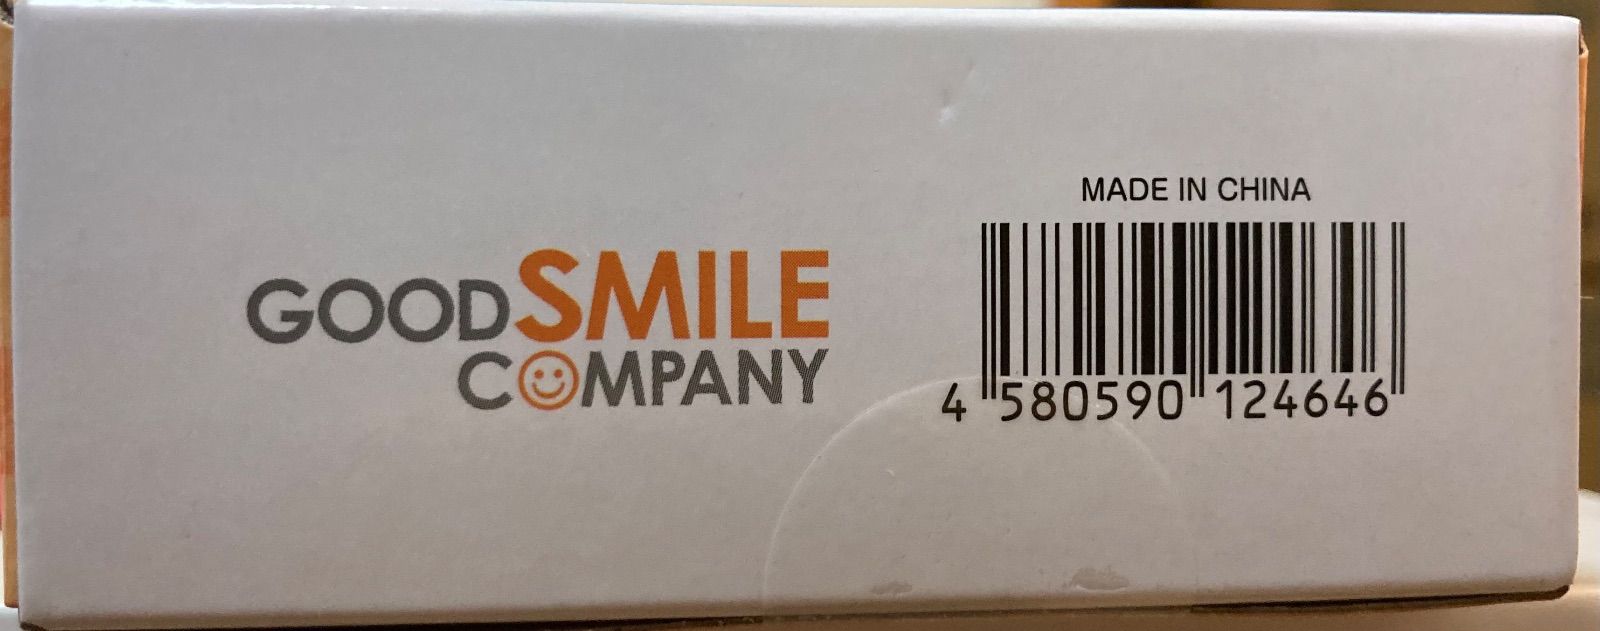 GOODSMILE
COMPANY
MADE IN CHINA
4 580590 124646